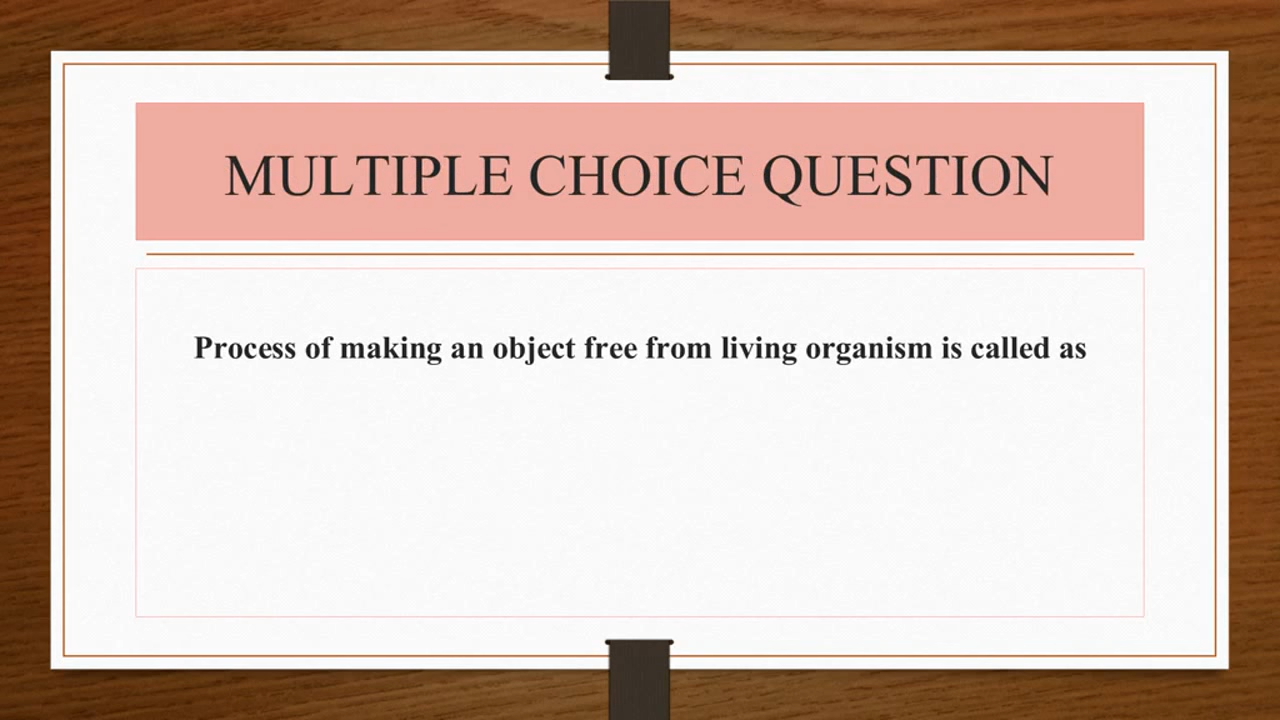 MULTIPLE CHOICE QUESTION
Process of making an object free from living organism is called as